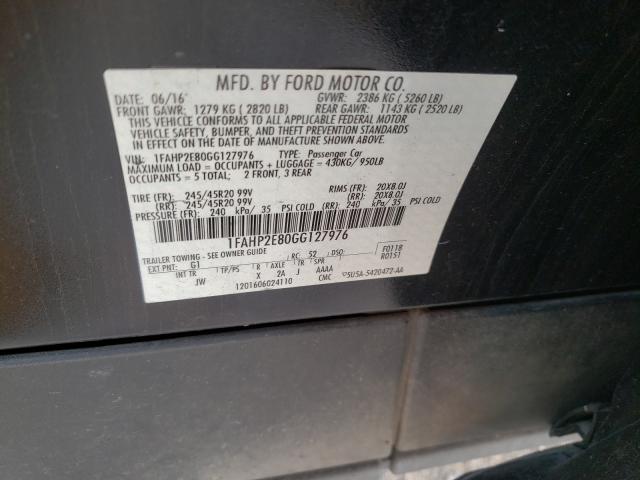 MFD. BY FORD MOTOR CO.
DATE: 06/16 GVWR: 2386 KG ( 5260 LB)
FRONT GAWR: 1279 KG ( 2820 LB) REAR GAWR: 1143 KG ( 2520 LB)
THIS VEHICLE CONFORMS TO ALL APPLICABLE FEDERAL MOTOR
VEHICLE SAFETY, BUMPER, AND THEFT PREVENTION STANDARDS
IN EFFECT ON THE DATE OF MANUFACTURE SHOWN ABOVE.
VIN: 1FAHP2E80GG127976 TYPE: Passenger Car
MAXIMUM LOAD = OCCUPANTS + LUGGAGE = 430KG/ 950LB
OCCUPANTS = 5 TOTAL; 2 FRONT, 3 REAR
TIRE (FR): 245/45R20 99V RIMS (FR): 20X8.0J
(RR): 245/45R20 99V (RR): 20X8.0J
PRESSURE (FR): 240 kPa/ 35 PSI COLD (RR): 240 kPa/ 35 PSI COLD
1FAHP2E80GG127976
TRAILER TOWING - SEE OWNER GUIDE F0118
EXT PNT: G1 RC: 52 DSO: R0151
INT TR TP/PS R AXLE TR SPR
JW X 2A J AAAA
1201606024110 CMC 5U5A-5420472-AA